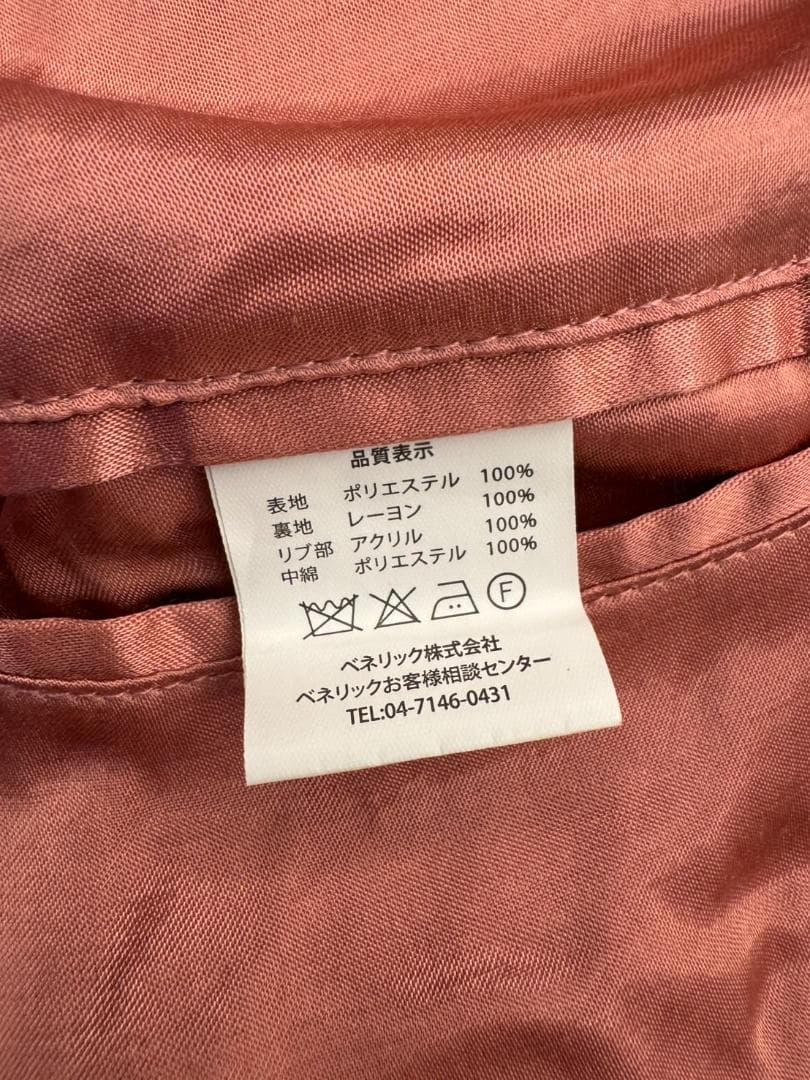 品質表示
表地 ポリエステル 100%
裏地 レーヨン 100%
リブ部 アクリル 100%
中綿 ポリエステル 100%
F
ベネリック株式会社
ベネリックお客様相談センター
TEL:04-7146-0431